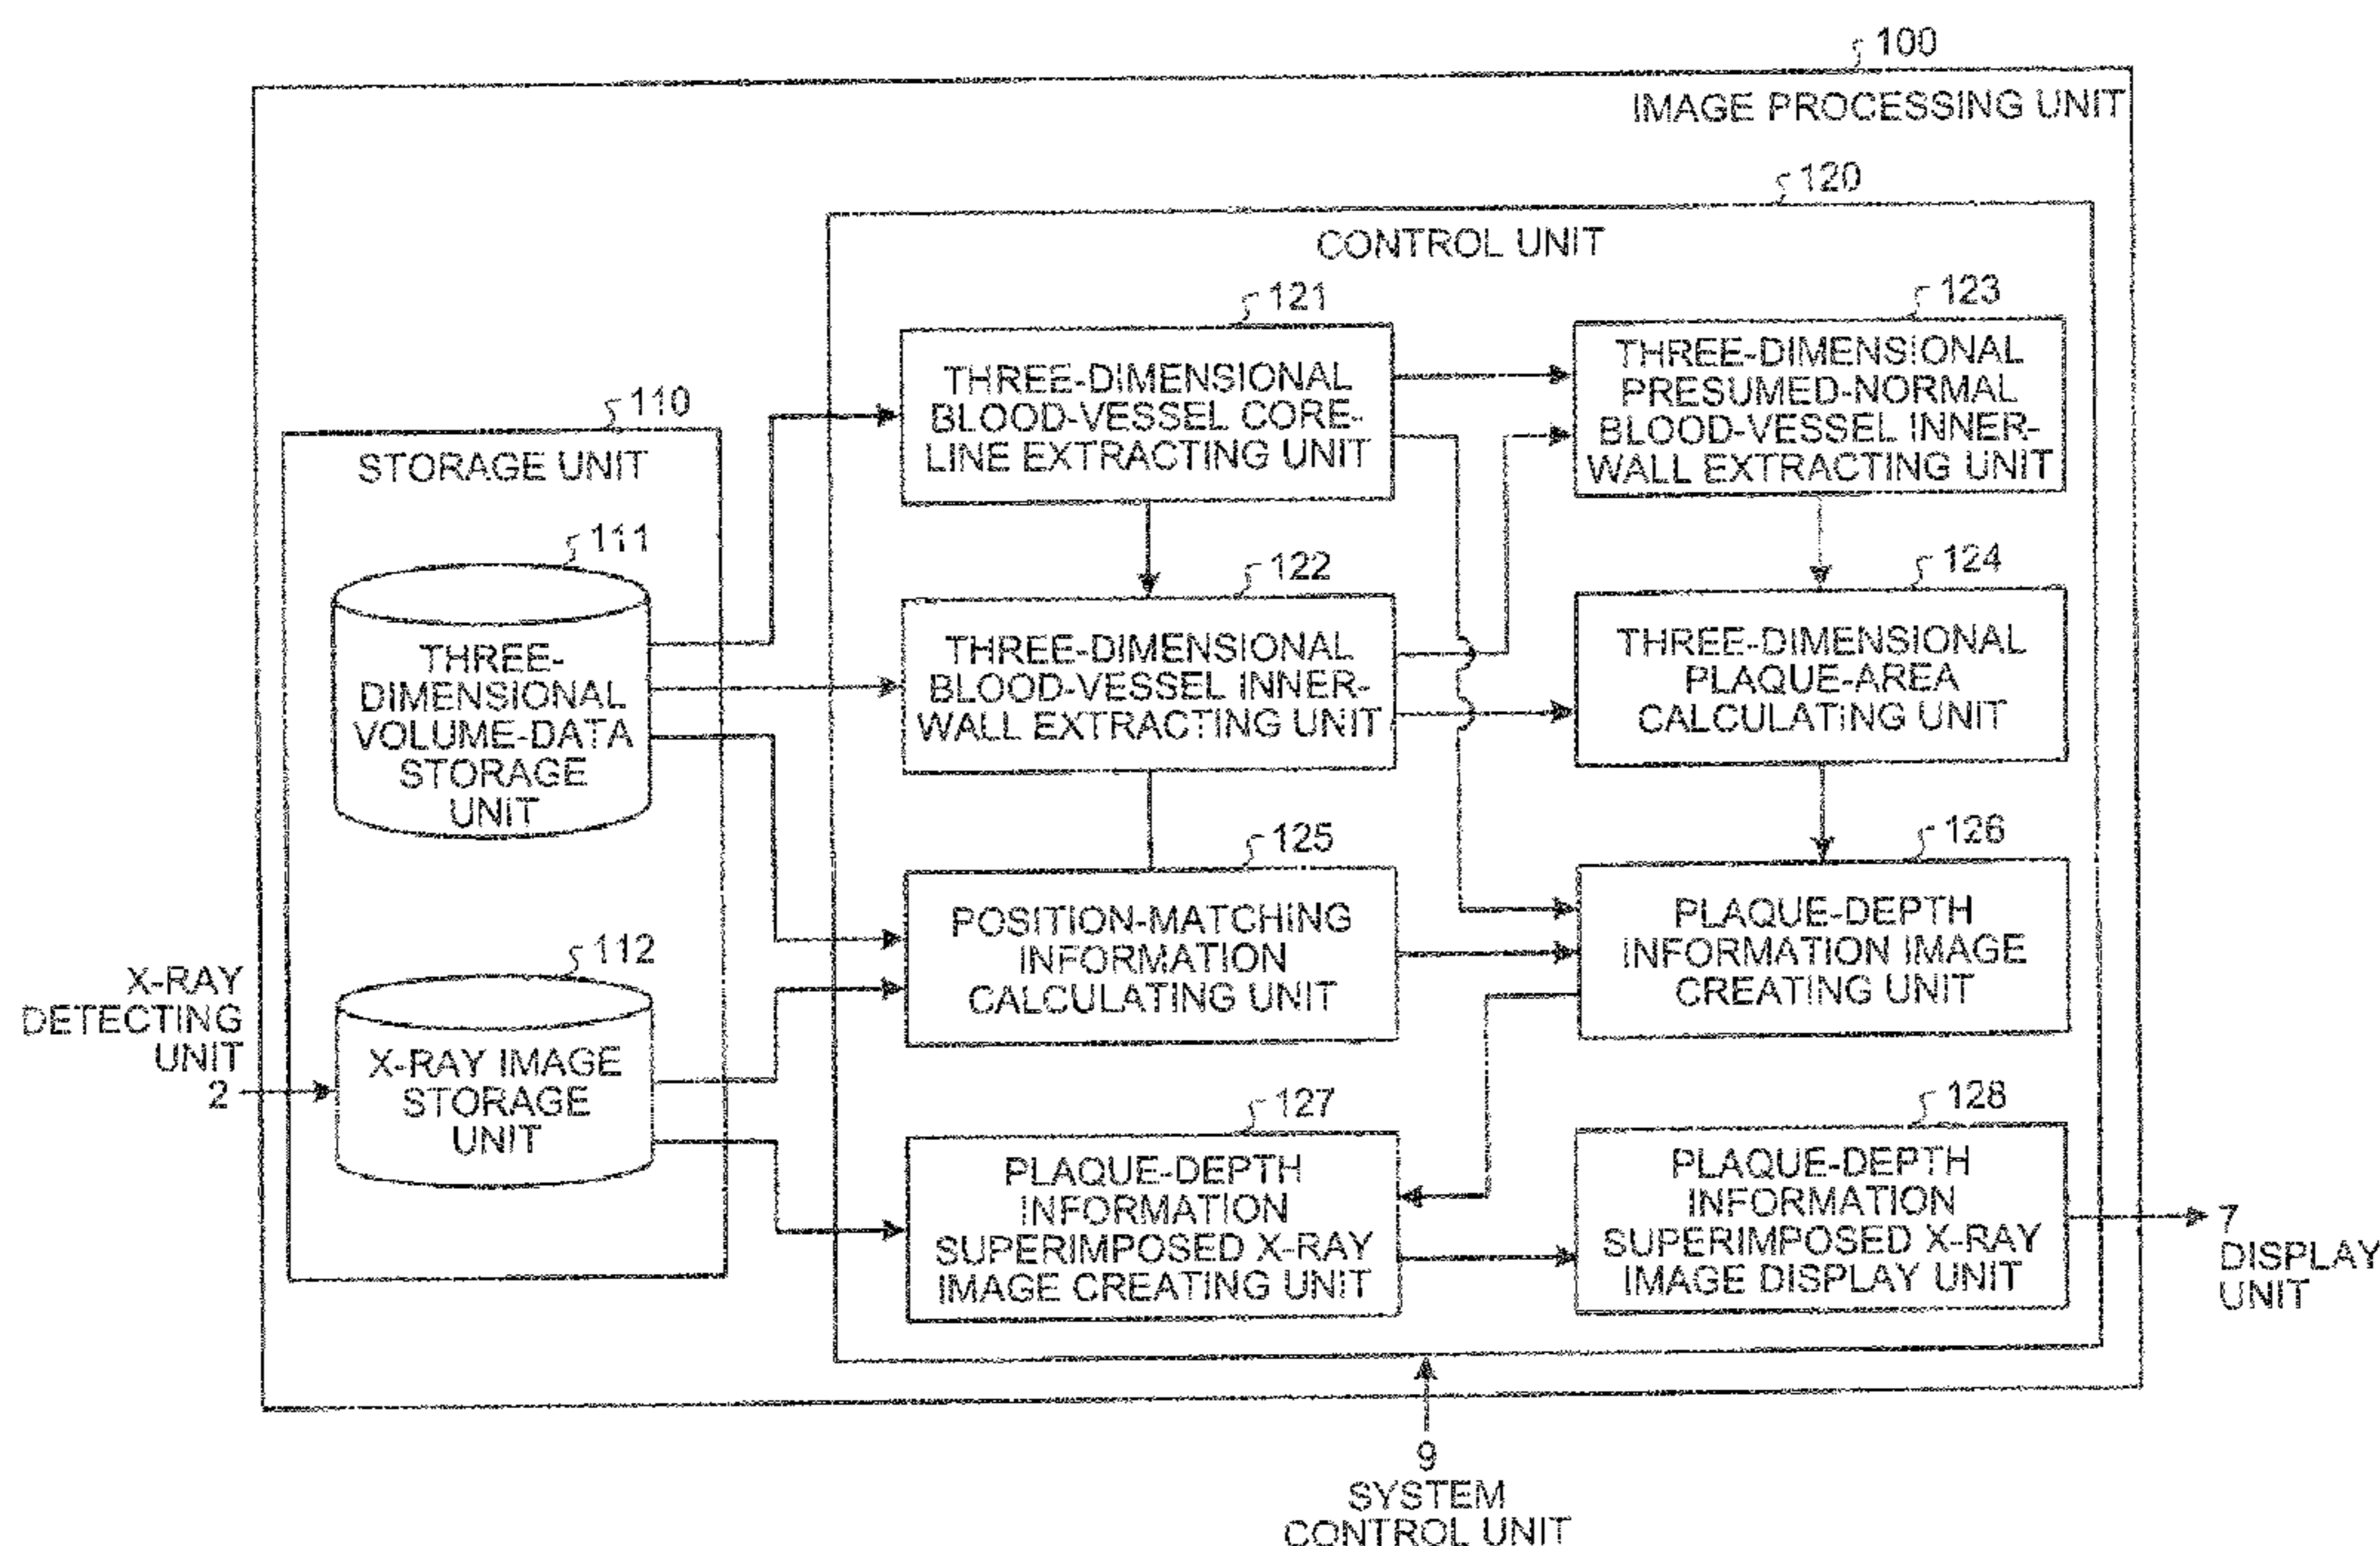 100
IMAGE PROCESSING UNIT
120
CONTROL UNIT
121
THREE-DIMENSIONAL
BLOOD-VESSEL CORE-
LINE EXTRACTING UNIT
123
THREE-DIMENSIONAL
PRESUMED-NORMAL
BLOOD-VESSEL INNER-
WALL EXTRACTING UNIT
110
STORAGE UNIT
111
THREE-
DIMENSIONAL
VOLUME-DATA
STORAGE
UNIT
122
THREE-DIMENSIONAL
BLOOD-VESSEL INNER-
WALL EXTRACTING UNIT
124
THREE-DIMENSIONAL
PLAQUE-AREA
CALCULATING UNIT
125
POSITION-MATCHING
INFORMATION
CALCULATING UNIT
126
PLAQUE-DEPTH
INFORMATION IMAGE
CREATING UNIT
X-RAY
DETECTING
UNIT
2
112
X-RAY IMAGE
STORAGE
UNIT
127
PLAQUE-DEPTH
INFORMATION
SUPERIMPOSED X-RAY
IMAGE CREATING UNIT
128
PLAQUE-DEPTH
INFORMATION
SUPERIMPOSED X-RAY
IMAGE DISPLAY UNIT
7
DISPLAY
UNIT
9
SYSTEM
CONTROL UNIT